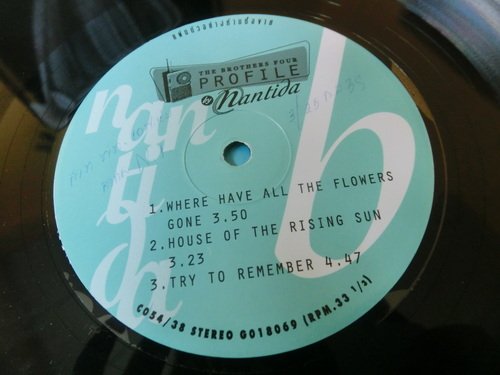 THE BROTHERS FOUR
PROFILE
by Nantida
nan
ti
da
b
1.WHERE HAVE ALL THE FLOWERS
GONE 3.50
2.HOUSE OF THE RISING SUN
3.23
3.TRY TO REMEMBER 4.47
CO54/38 STEREO G018069 (RPM.33 1/3)